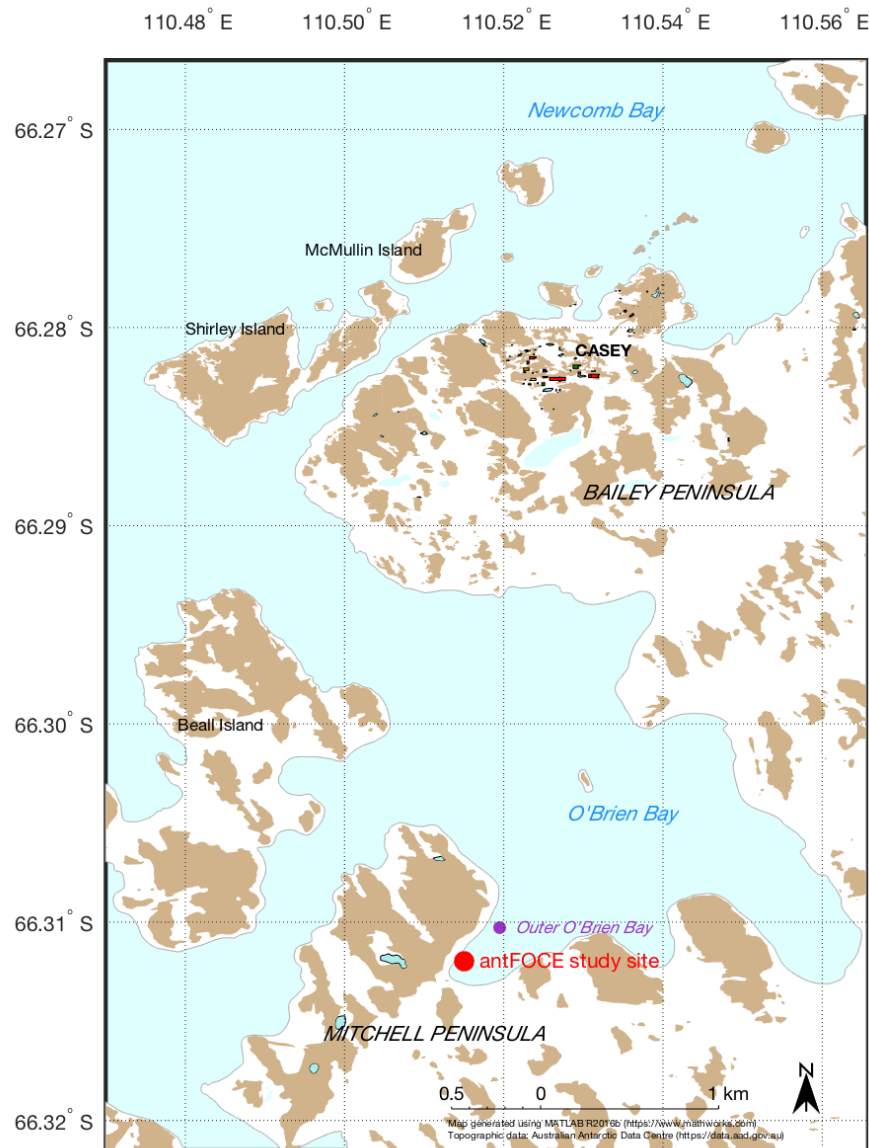 110.48° E 110.50° E 110.52° E 110.54° E 110.56° E
Newcomb Bay
66.27° S
McMullin Island
Shirley Island
66.28° S
CASEY
BAILEY PENINSULA
66.29° S
Beall Island
66.30° S
O'Brien Bay
66.31° S
Outer O'Brien Bay
antFOCE study site
MITCHELL PENINSULA
N
0.5 0 1 km
66.32° S
Map generated using MATLAB R2016b (https://www.mathworks.com)
Topographic data: Australian Antarctic Data Centre (https://data.aad.gov.au)